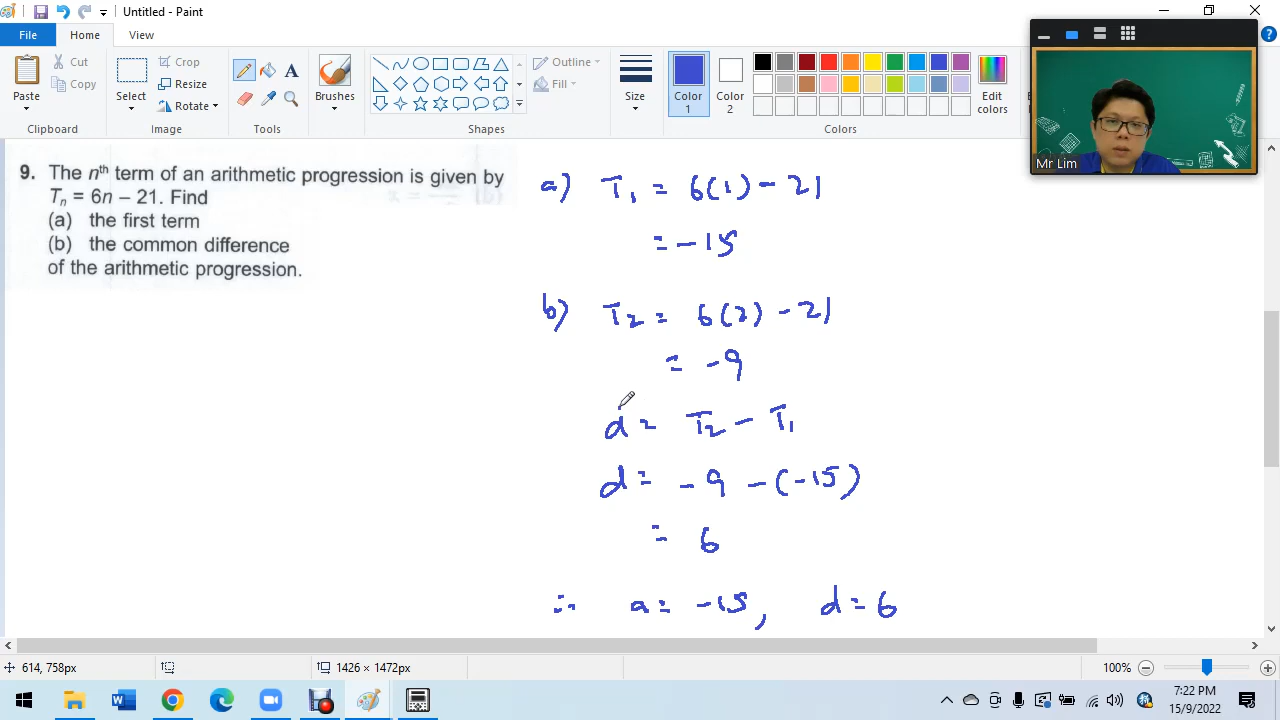 Untitled - Paint
File
Home
View
Paste
Cut
Copy
Clipboard
Select
Crop
Resize
Rotate
Image
Tools
Brushes
Shapes
Outline
Fill
Size
Color 1
Color 2
Colors
Edit colors
Mr Lim
9. The nth term of an arithmetic progression is given by
Tn = 6n – 21. Find
(a) the first term
(b) the common difference
of the arithmetic progression.
a) T1 = 6(1) - 21
= -15
b) T2 = 6(2) - 21
= -9
d = T2 - T1
d = -9 - (-15)
= 6
∴ a = -15, d = 6
614, 758px
1426 × 1472px
100%
7:22 PM
15/9/2022